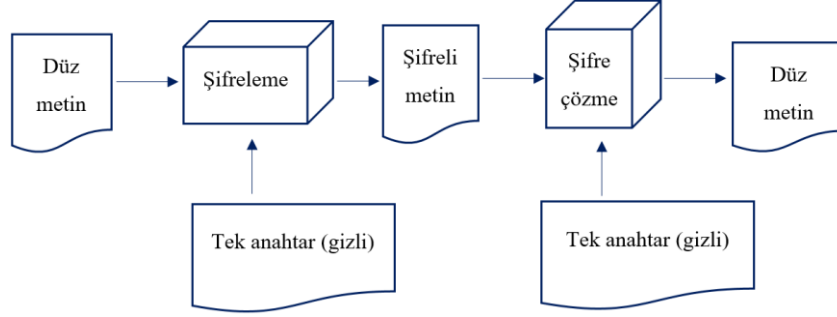 Düz
metin
Şifreleme
Şifreli
metin
Şifre
çözme
Düz
metin
Tek anahtar (gizli)
Tek anahtar (gizli)